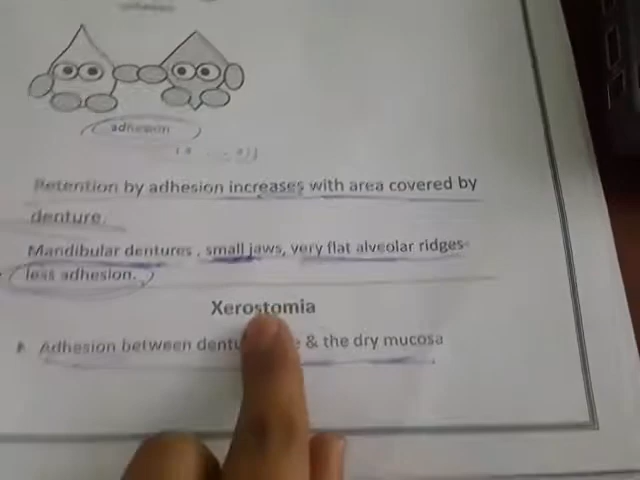 adhesion
Retention by adhesion increases with area covered by
denture.
Mandibular dentures , small jaws, very flat alveolar ridges-
less adhesion.
Xerostomia
Adhesion between & the dry mucosa